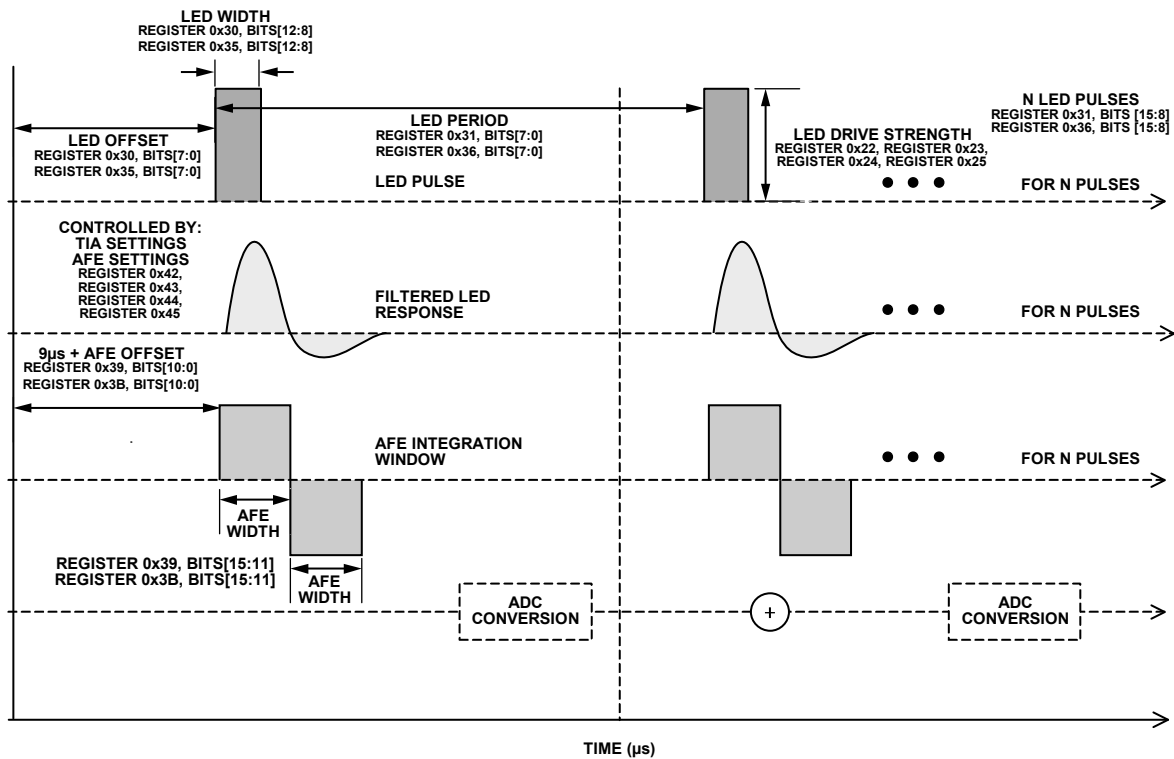 LED WIDTH
REGISTER 0x30, BITS[12:8]
REGISTER 0x35, BITS[12:8]
LED OFFSET
REGISTER 0x30, BITS[7:0]
REGISTER 0x35, BITS[7:0]
LED PERIOD
REGISTER 0x31, BITS[7:0]
REGISTER 0x36, BITS[7:0]
LED PULSE
LED DRIVE STRENGTH
REGISTER 0x22, REGISTER 0x23,
REGISTER 0x24, REGISTER 0x25
N LED PULSES
REGISTER 0x31, BITS [15:8]
REGISTER 0x36, BITS [15:8]
FOR N PULSES
CONTROLLED BY:
TIA SETTINGS
AFE SETTINGS
REGISTER 0x42,
REGISTER 0x43,
REGISTER 0x44,
REGISTER 0x45
FILTERED LED
RESPONSE
FOR N PULSES
9µs + AFE OFFSET
REGISTER 0x39, BITS[10:0]
REGISTER 0x3B, BITS[10:0]
AFE INTEGRATION
WINDOW
FOR N PULSES
AFE
WIDTH
REGISTER 0x39, BITS[15:11]
REGISTER 0x3B, BITS[15:11]
AFE
WIDTH
ADC
CONVERSION
+
ADC
CONVERSION
TIME (µs)